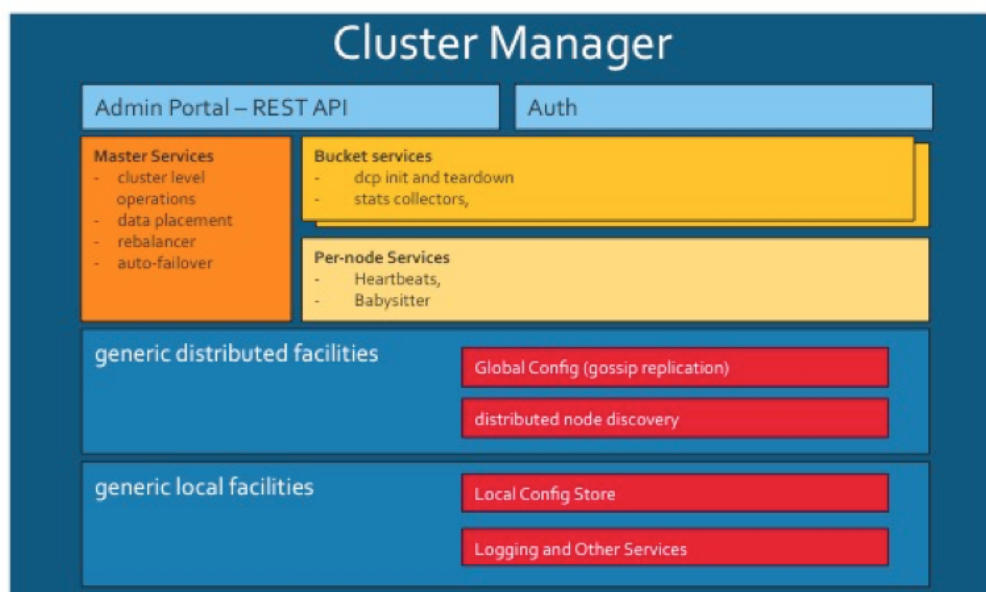 Cluster Manager
Admin Portal – REST API
Auth
Master Services
- cluster level
operations
- data placement
- rebalancer
- auto-failover
Bucket services
- dcp init and teardown
- stats collectors,
Per-node Services
- Heartbeats,
- Babysitter
generic distributed facilities
Global Config (gossip replication)
distributed node discovery
generic local facilities
Local Config Store
Logging and Other Services